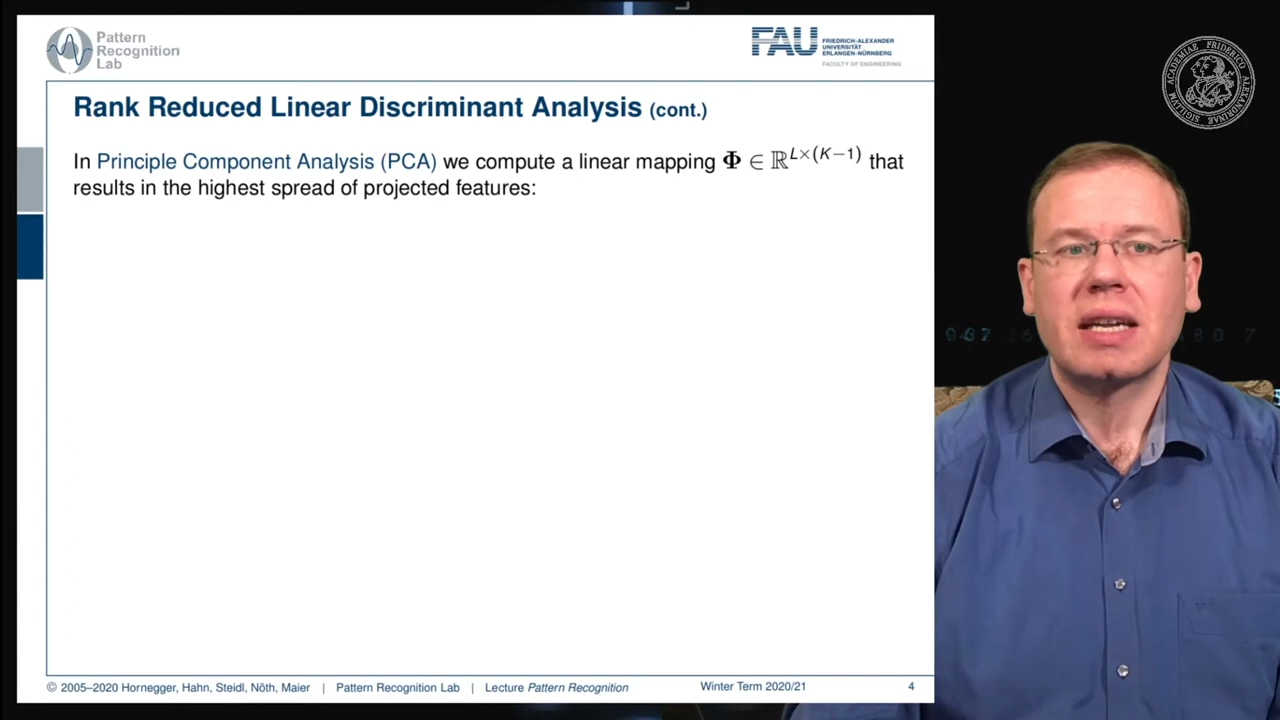 Pattern
Recognition
Lab
FAU
FRIEDRICH-ALEXANDER
UNIVERSITÄT
ERLANGEN-NÜRNBERG
FACULTY OF ENGINEERING
Rank Reduced Linear Discriminant Analysis (cont.)
In Principle Component Analysis (PCA) we compute a linear mapping Φ ∈ ℝ^{L×(K−1)} that
results in the highest spread of projected features:
© 2005–2020 Hornegger, Hahn, Steidl, Nöth, Maier | Pattern Recognition Lab | Lecture Pattern Recognition Winter Term 2020/21 4